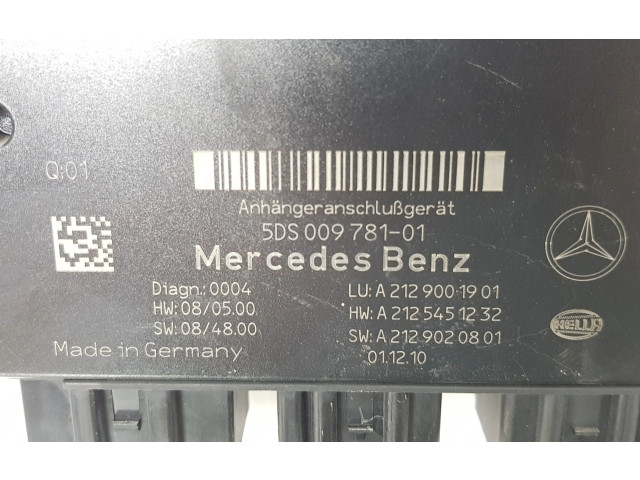 Q:01
Anhängeranschlußgerät
5DS 009 781-01
Mercedes Benz
Diagn.: 0004
HW: 08/05.00
SW: 08/48.00
LU: A 212 900 19 01
HW: A 212 545 12 32
SW: A 212 902 08 01
01.12.10
HELLA
Made in Germany